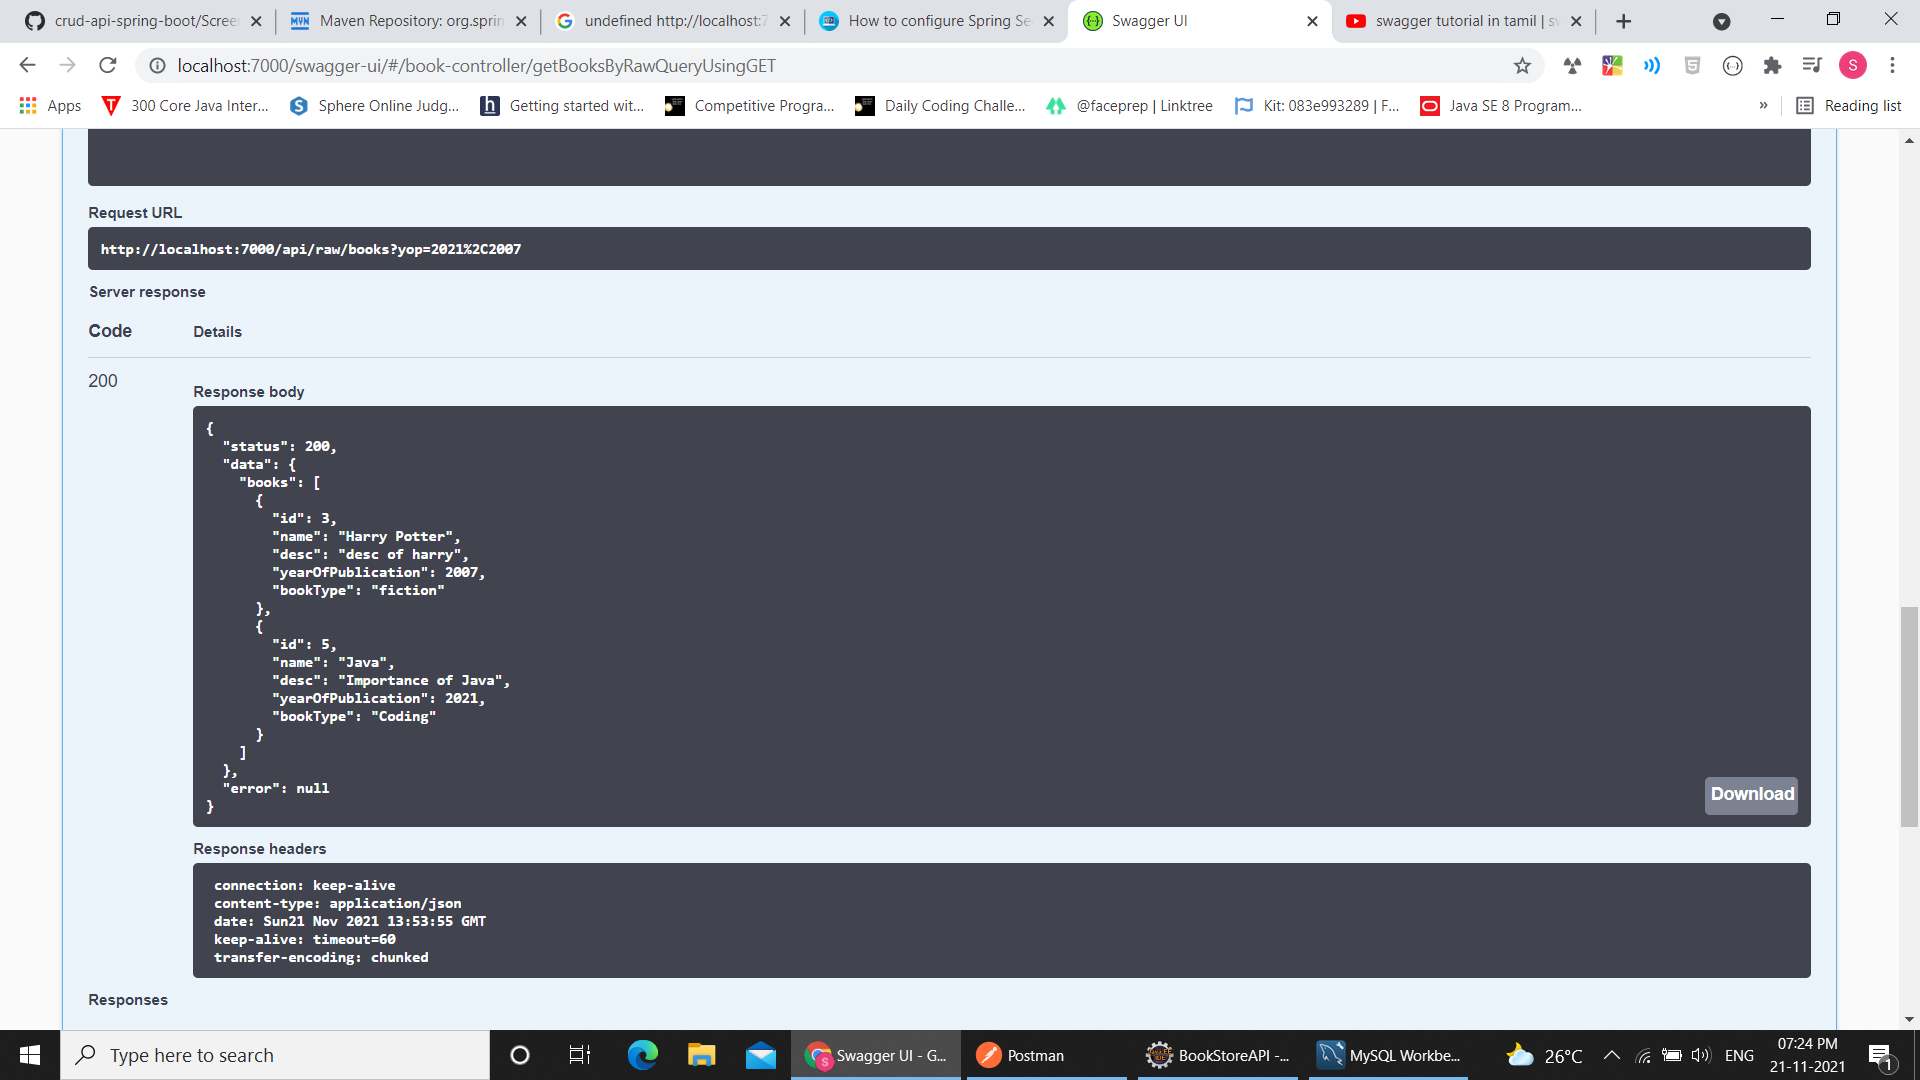 crud-api-spring-boot/Scree
Maven Repository: org.sprin
undefined http://localhost:7
How to configure Spring Se
Swagger UI
swagger tutorial in tamil | sw
localhost:7000/swagger-ui/#/book-controller/getBooksByRawQueryUsingGET
S
Apps
300 Core Java Inter...
Sphere Online Judg...
Getting started wit...
Competitive Progra...
Daily Coding Challe...
@faceprep | Linktree
Kit: 083e993289 | F...
Java SE 8 Program...
»
Reading list
Request URL
http://localhost:7000/api/raw/books?yop=2021%2C2007
Server response
Code Details
200
Response body
{
"status": 200,
"data": {
"books": [
{
"id": 3,
"name": "Harry Potter",
"desc": "desc of harry",
"yearOfPublication": 2007,
"bookType": "fiction"
},
{
"id": 5,
"name": "Java",
"desc": "Importance of Java",
"yearOfPublication": 2021,
"bookType": "Coding"
}
]
},
"error": null
}
Download
Response headers
connection: keep-alive
content-type: application/json
date: Sun21 Nov 2021 13:53:55 GMT
keep-alive: timeout=60
transfer-encoding: chunked
Responses
Type here to search
Swagger UI - G...
Postman
BookStoreAPI -...
MySQL Workbe...
26°C
ENG
07:24 PM
21-11-2021
1